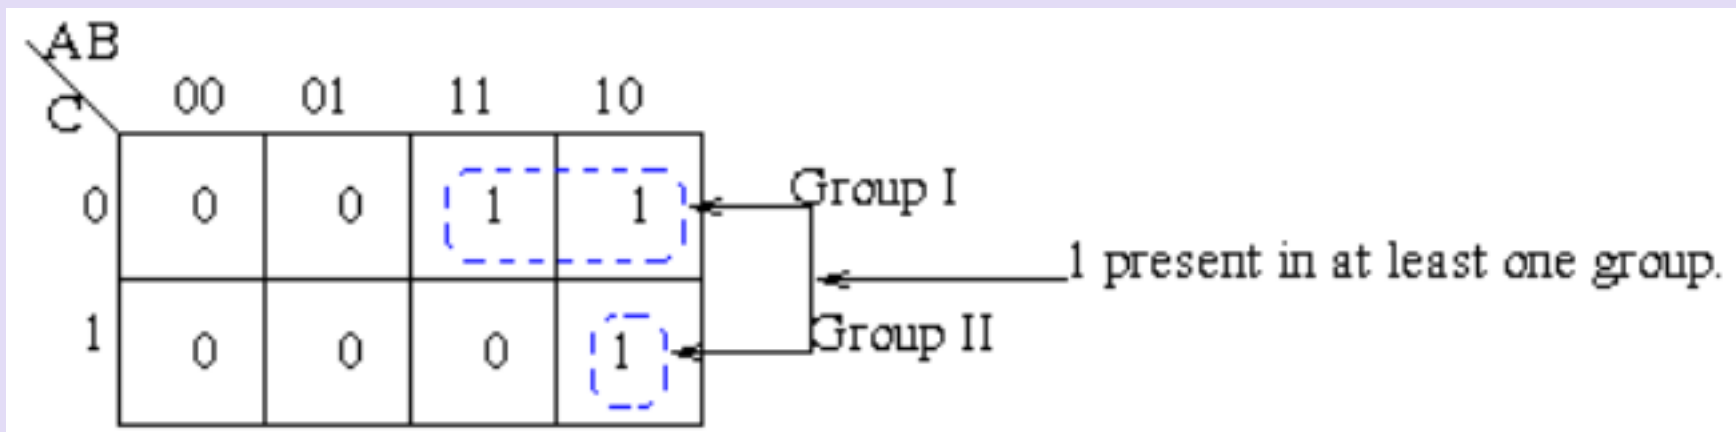 AB
C
00 01 11 10
0 0 0 1 1 Group I
1 present in at least one group.
1 0 0 0 1 Group II